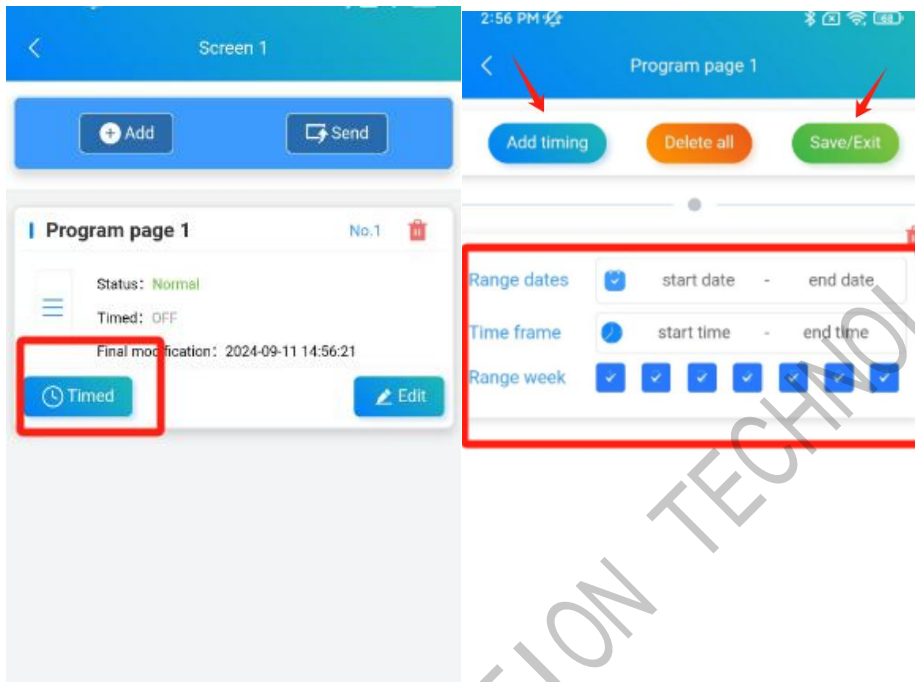 Screen 1
Add
Send
Program page 1
No.1
Status: Normal
Timed: OFF
Final modification: 2024-09-11 14:56:21
Timed
Edit
2:56 PM
68
Program page 1
Add timing
Delete all
Save/Exit
Range dates
start date - end date
Time frame
start time - end time
Range week